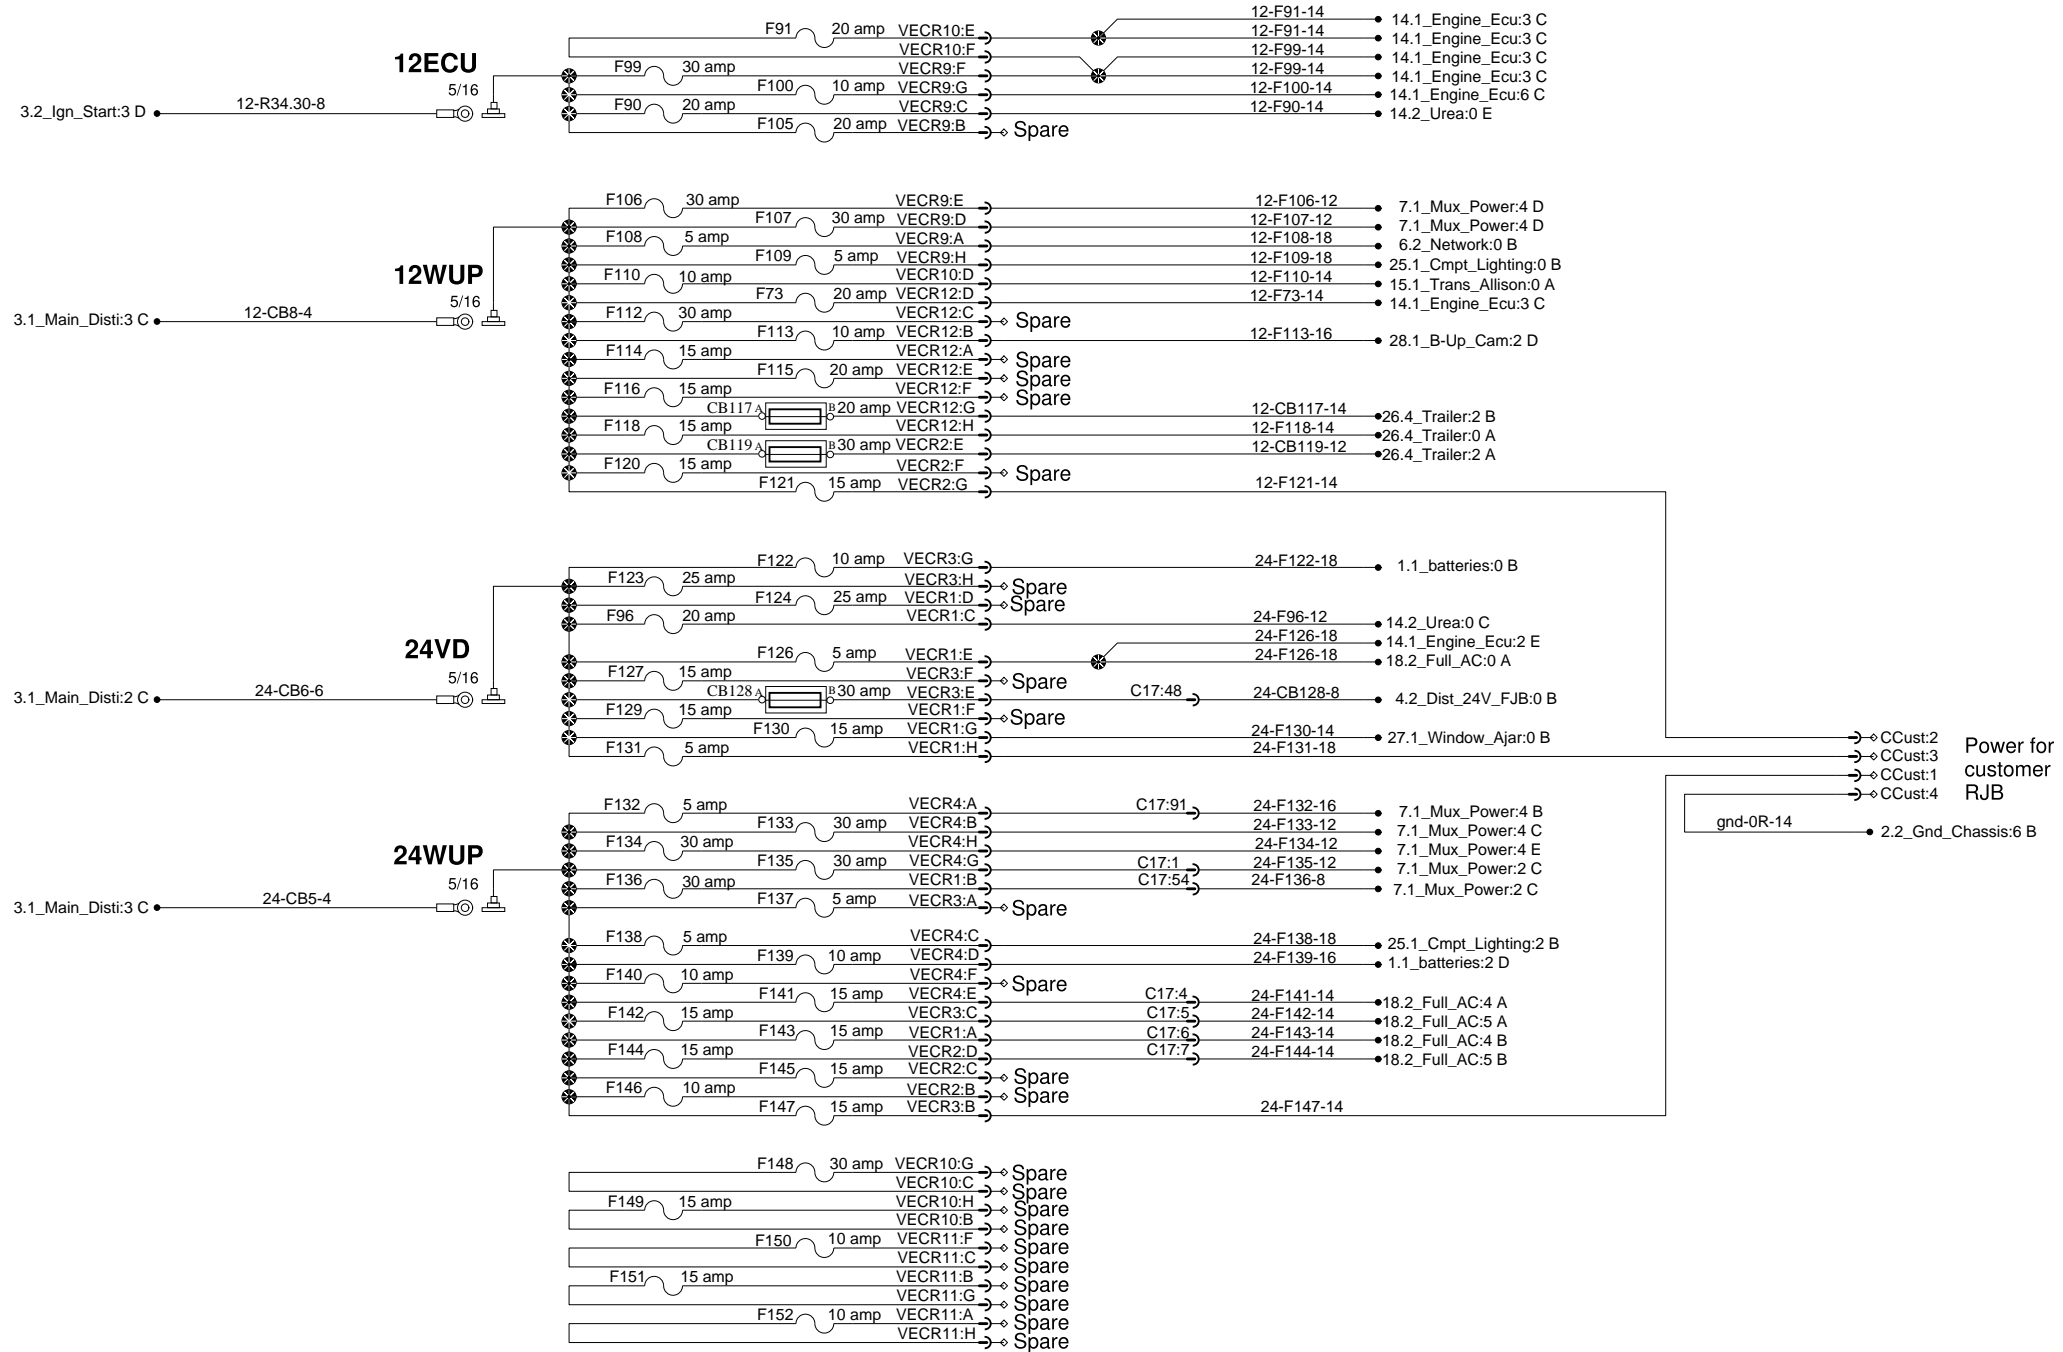 F91 20 amp VECR10:E 12-F91-14 14.1_Engine_Ecu:3 C
12-F91-14 14.1_Engine_Ecu:3 C
VECR10:F 12-F99-14 14.1_Engine_Ecu:3 C
12ECU F99 30 amp VECR9:F 12-F99-14 14.1_Engine_Ecu:3 C
5/16 F100 10 amp VECR9:G 12-F100-14 14.1_Engine_Ecu:6 C
3.2_Ign_Start:3 D 12-R34.30-8 F90 20 amp VECR9:C 12-F90-14 14.2_Urea:0 E
F105 20 amp VECR9:B Spare
F106 30 amp VECR9:E 12-F106-12 7.1_Mux_Power:4 D
F107 30 amp VECR9:D 12-F107-12 7.1_Mux_Power:4 D
F108 5 amp VECR9:A 12-F108-18 6.2_Network:0 B
F109 5 amp VECR9:H 12-F109-18 25.1_Cmpt_Lighting:0 B
12WUP F110 10 amp VECR10:D 12-F110-14 15.1_Trans_Allison:0 A
5/16 F73 20 amp VECR12:D 12-F73-14 14.1_Engine_Ecu:3 C
3.1_Main_Disti:3 C 12-CB8-4 F112 30 amp VECR12:C Spare
F113 10 amp VECR12:B 12-F113-16 28.1_B-Up_Cam:2 D
F114 15 amp VECR12:A Spare
F115 20 amp VECR12:E Spare
F116 15 amp VECR12:F Spare
CB117 A B 20 amp VECR12:G 12-CB117-14 26.4_Trailer:2 B
F118 15 amp VECR12:H 12-F118-14 26.4_Trailer:0 A
CB119 A B 30 amp VECR2:E 12-CB119-12 26.4_Trailer:2 A
F120 15 amp VECR2:F Spare
F121 15 amp VECR2:G 12-F121-14
F122 10 amp VECR3:G 24-F122-18 1.1_batteries:0 B
F123 25 amp VECR3:H Spare
F124 25 amp VECR1:D Spare
F96 20 amp VECR1:C 24-F96-12 14.2_Urea:0 C
24VD 24-F126-18 14.1_Engine_Ecu:2 E
F126 5 amp VECR1:E 24-F126-18 18.2_Full_AC:0 A
5/16 F127 15 amp VECR3:F Spare
3.1_Main_Disti:2 C 24-CB6-6 CB128 A B 30 amp VECR3:E C17:48 24-CB128-8 4.2_Dist_24V_FJB:0 B
F129 15 amp VECR1:F Spare
F130 15 amp VECR1:G 24-F130-14 27.1_Window_Ajar:0 B
F131 5 amp VECR1:H 24-F131-18
CCust:2
CCust:3
CCust:1
CCust:4
Power for
customer
RJB
gnd-0R-14 2.2_Gnd_Chassis:6 B
F132 5 amp VECR4:A C17:91 24-F132-16 7.1_Mux_Power:4 B
F133 30 amp VECR4:B 24-F133-12 7.1_Mux_Power:4 C
24WUP F134 30 amp VECR4:H 24-F134-12 7.1_Mux_Power:4 E
F135 30 amp VECR4:G C17:1 24-F135-12 7.1_Mux_Power:2 C
5/16 F136 30 amp VECR1:B C17:54 24-F136-8 7.1_Mux_Power:2 C
3.1_Main_Disti:3 C 24-CB5-4 F137 5 amp VECR3:A Spare
F138 5 amp VECR4:C 24-F138-18 25.1_Cmpt_Lighting:2 B
F139 10 amp VECR4:D 24-F139-16 1.1_batteries:2 D
F140 10 amp VECR4:F Spare
F141 15 amp VECR4:E C17:4 24-F141-14 18.2_Full_AC:4 A
F142 15 amp VECR3:C C17:5 24-F142-14 18.2_Full_AC:5 A
F143 15 amp VECR1:A C17:6 24-F143-14 18.2_Full_AC:4 B
F144 15 amp VECR2:D C17:7 24-F144-14 18.2_Full_AC:5 B
F145 15 amp VECR2:C Spare
F146 10 amp VECR2:B Spare
F147 15 amp VECR3:B 24-F147-14
F148 30 amp VECR10:G Spare
VECR10:C Spare
F149 15 amp VECR10:H Spare
VECR10:B Spare
F150 10 amp VECR11:F Spare
VECR11:C Spare
F151 15 amp VECR11:B Spare
VECR11:G Spare
F152 10 amp VECR11:A Spare
VECR11:H Spare